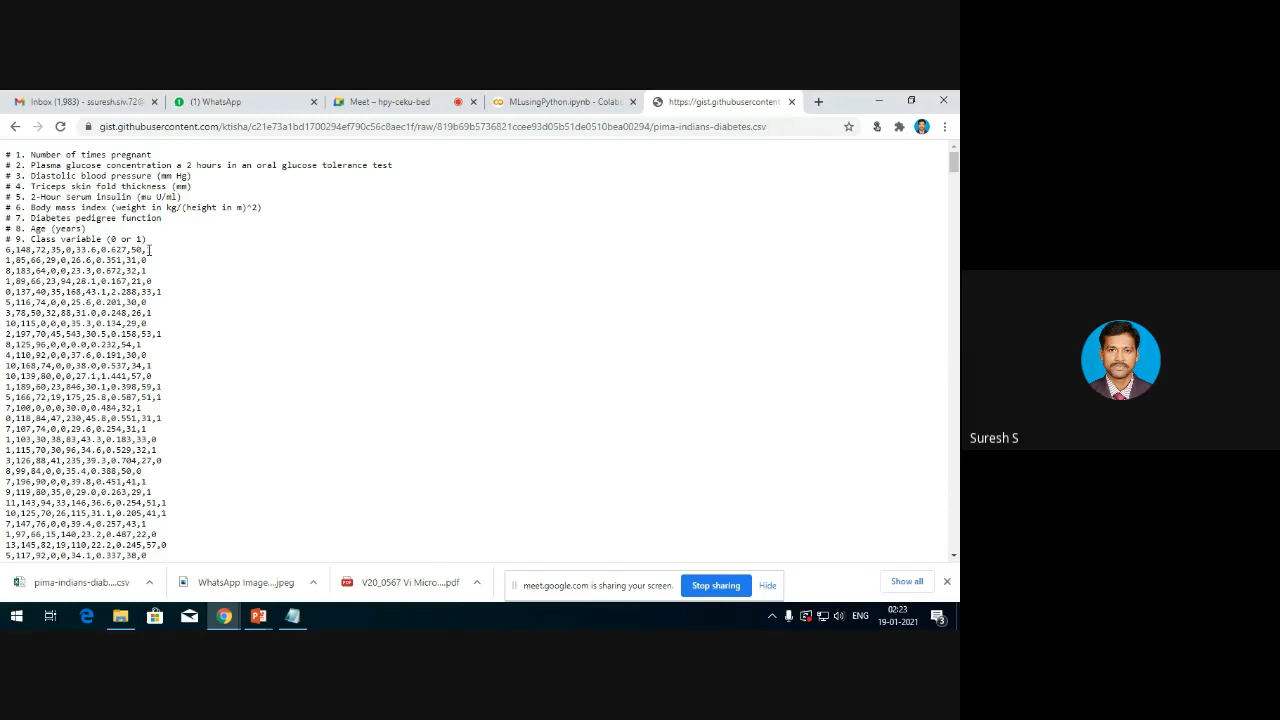 Inbox (1,983) - ssuresh.siv.72@
(1) WhatsApp
Meet – hpy-ceku-bed
MLusingPython.ipynb - Colabo
https://gist.githubusercontent
gist.githubusercontent.com/ktisha/c21e73a1bd1700294ef790c56c8aec1f/raw/819b69b5736821ccee93d05b51de0510bea00294/pima-indians-diabetes.csv
# 1. Number of times pregnant
# 2. Plasma glucose concentration a 2 hours in an oral glucose tolerance test
# 3. Diastolic blood pressure (mm Hg)
# 4. Triceps skin fold thickness (mm)
# 5. 2-Hour serum insulin (mu U/ml)
# 6. Body mass index (weight in kg/(height in m)^2)
# 7. Diabetes pedigree function
# 8. Age (years)
# 9. Class variable (0 or 1)
6,148,72,35,0,33.6,0.627,50,
1,85,66,29,0,26.6,0.351,31,0
8,183,64,0,0,23.3,0.672,32,1
1,89,66,23,94,28.1,0.167,21,0
0,137,40,35,168,43.1,2.288,33,1
5,116,74,0,0,25.6,0.201,30,0
3,78,50,32,88,31.0,0.248,26,1
10,115,0,0,0,35.3,0.134,29,0
2,197,70,45,543,30.5,0.158,53,1
8,125,96,0,0,0.0,0.232,54,1
4,110,92,0,0,37.6,0.191,30,0
10,168,74,0,0,38.0,0.537,34,1
10,139,80,0,0,27.1,1.441,57,0
1,189,60,23,846,30.1,0.398,59,1
5,166,72,19,175,25.8,0.587,51,1
7,100,0,0,0,30.0,0.484,32,1
0,118,84,47,230,45.8,0.551,31,1
7,107,74,0,0,29.6,0.254,31,1
1,103,30,38,83,43.3,0.183,33,0
1,115,70,30,96,34.6,0.529,32,1
3,126,88,41,235,39.3,0.704,27,0
8,99,84,0,0,35.4,0.388,50,0
7,196,90,0,0,39.8,0.451,41,1
9,119,80,35,0,29.0,0.263,29,1
11,143,94,33,146,36.6,0.254,51,1
10,125,70,26,115,31.1,0.205,41,1
7,147,76,0,0,39.4,0.257,43,1
1,97,66,15,140,23.2,0.487,22,0
13,145,82,19,110,22.2,0.245,57,0
5,117,92,0,0,34.1,0.337,38,0
Suresh S
pima-indians-diab....csv
WhatsApp Image....jpeg
V20_0567 Vi Micro....pdf
meet.google.com is sharing your screen.
Stop sharing
Hide
Show all
ENG
02:23
19-01-2021
3